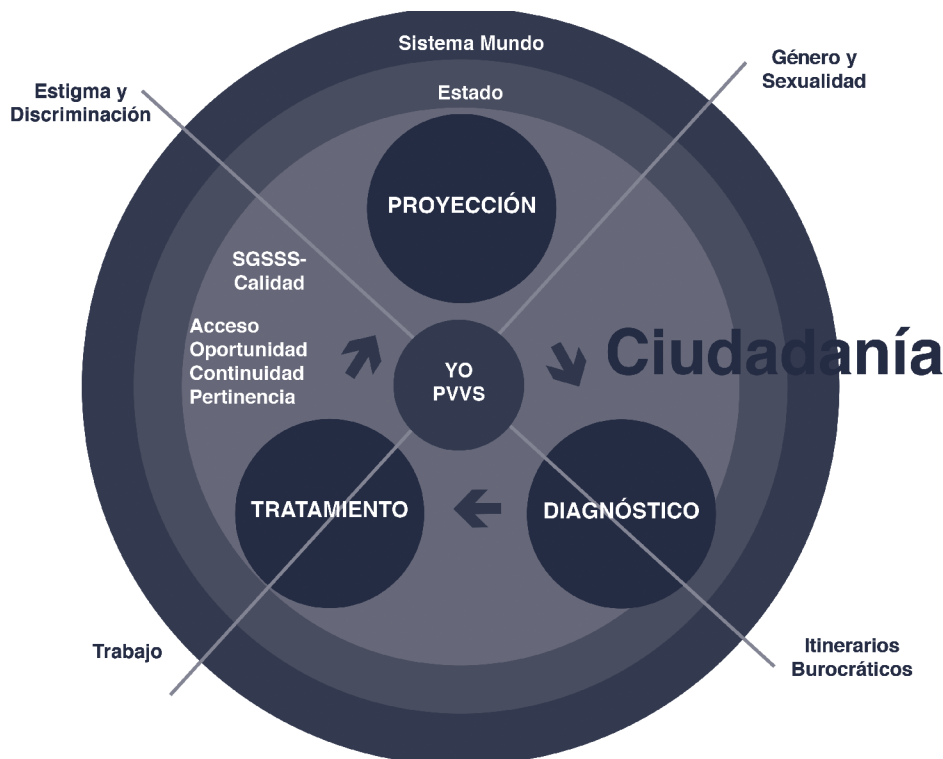 Sistema Mundo
Género y
Sexualidad
Estigma y
Discriminación
Estado
PROYECCIÓN
SGSSS-
Calidad
Acceso
Oportunidad
Continuidad
Pertinencia
YO
PVVS
Ciudadanía
TRATAMIENTO
DIAGNÓSTICO
Trabajo
Itinerarios
Burocráticos